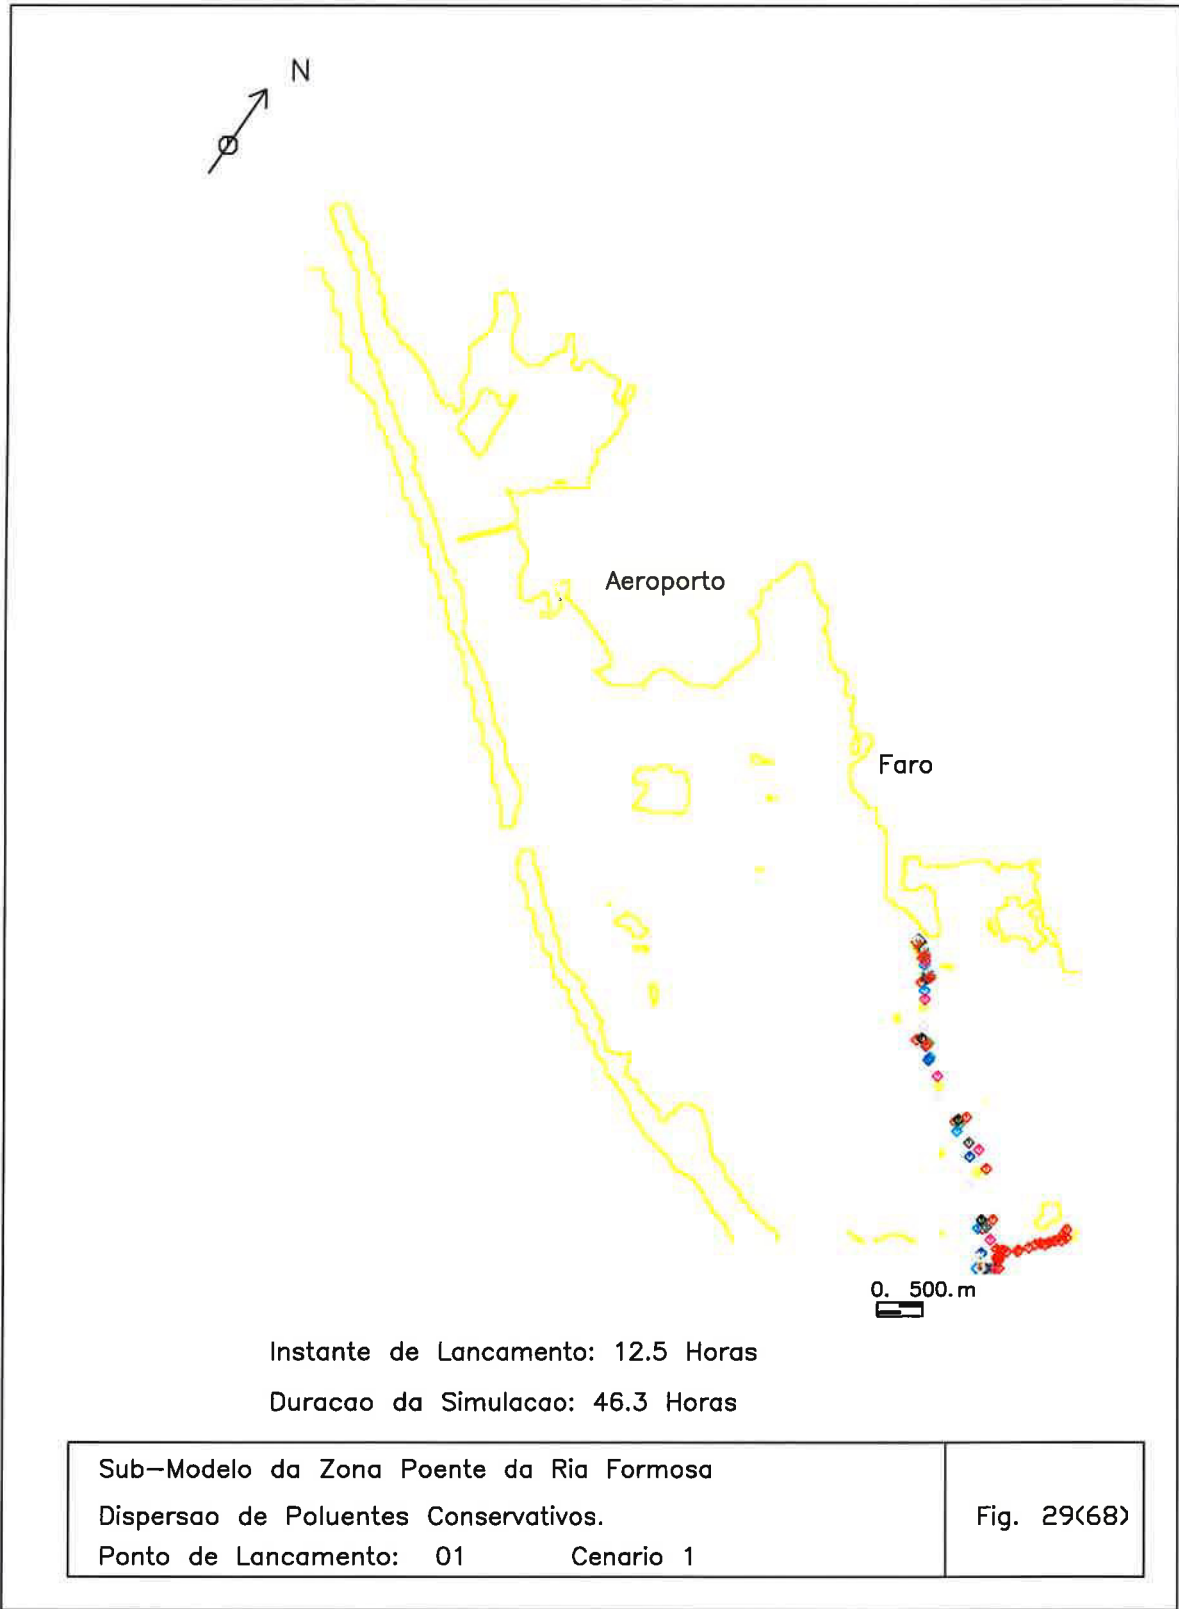 N
Aeroporto
Faro
0. 500.m
Instante de Lancamento: 12.5 Horas
Duracao da Simulacao: 46.3 Horas
Sub-Modelo da Zona Poente da Ria Formosa
Dispersao de Poluentes Conservativos.
Ponto de Lancamento: 01 Cenario 1
Fig. 29(68)